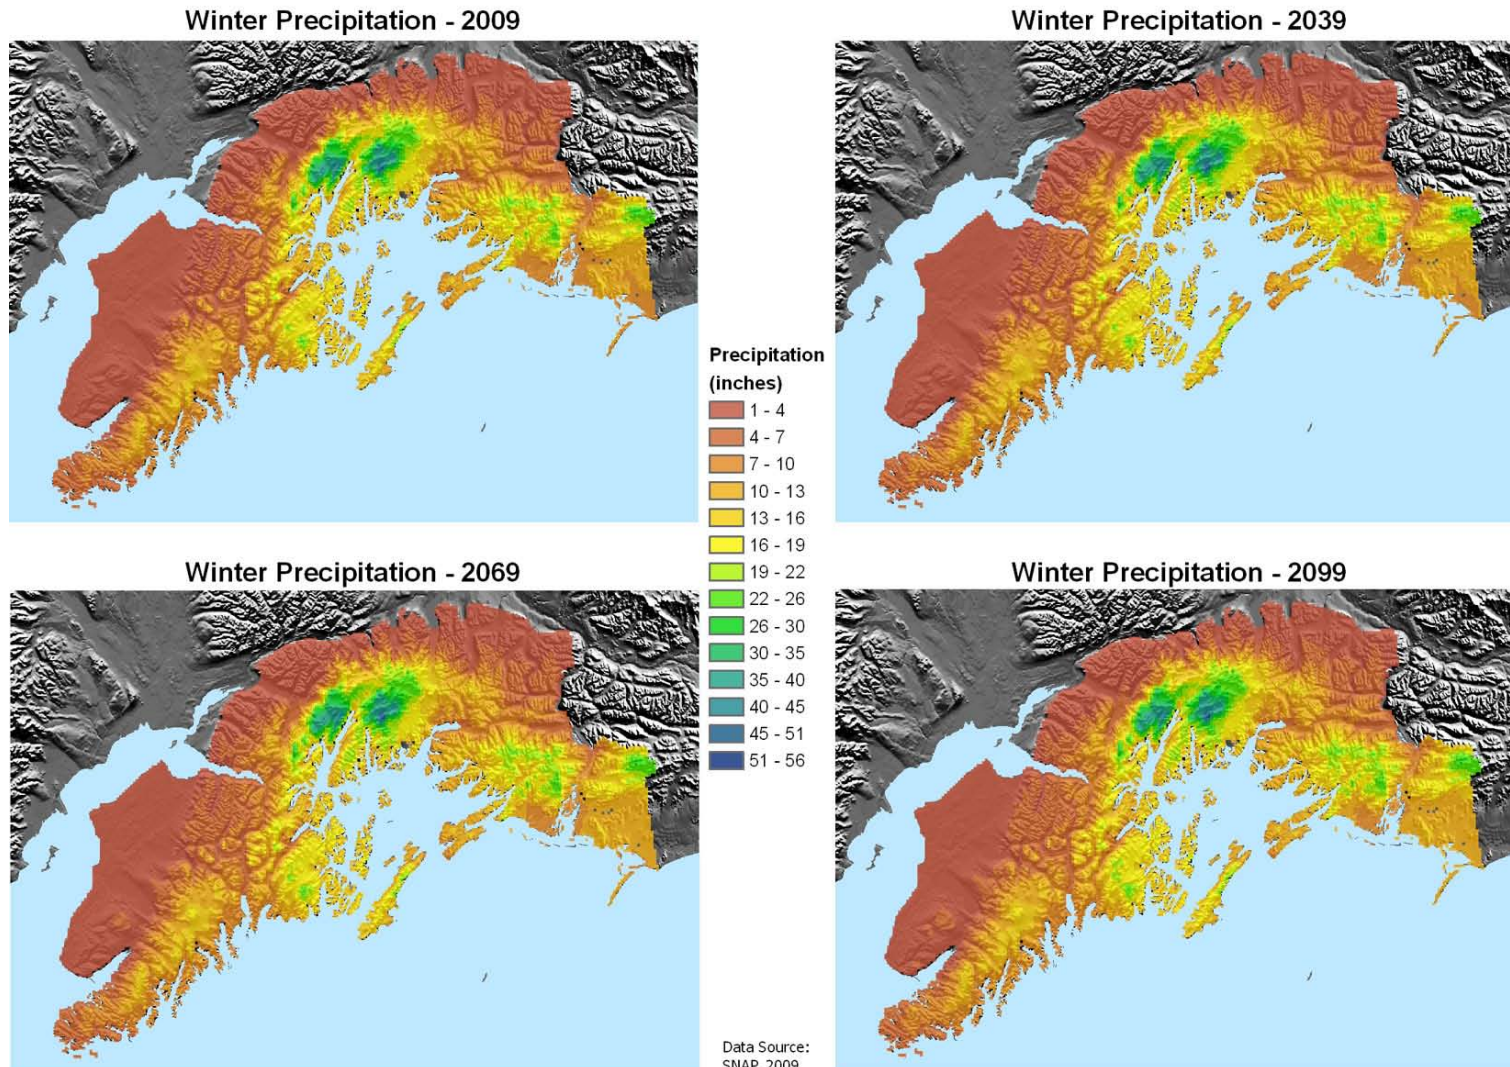 Winter Precipitation - 2009
Winter Precipitation - 2039
Precipitation
(inches)
1 - 4
4 - 7
7 - 10
10 - 13
13 - 16
16 - 19
19 - 22
22 - 26
26 - 30
30 - 35
35 - 40
40 - 45
45 - 51
51 - 56
Winter Precipitation - 2069
Winter Precipitation - 2099
Data Source:
SNAP 2009